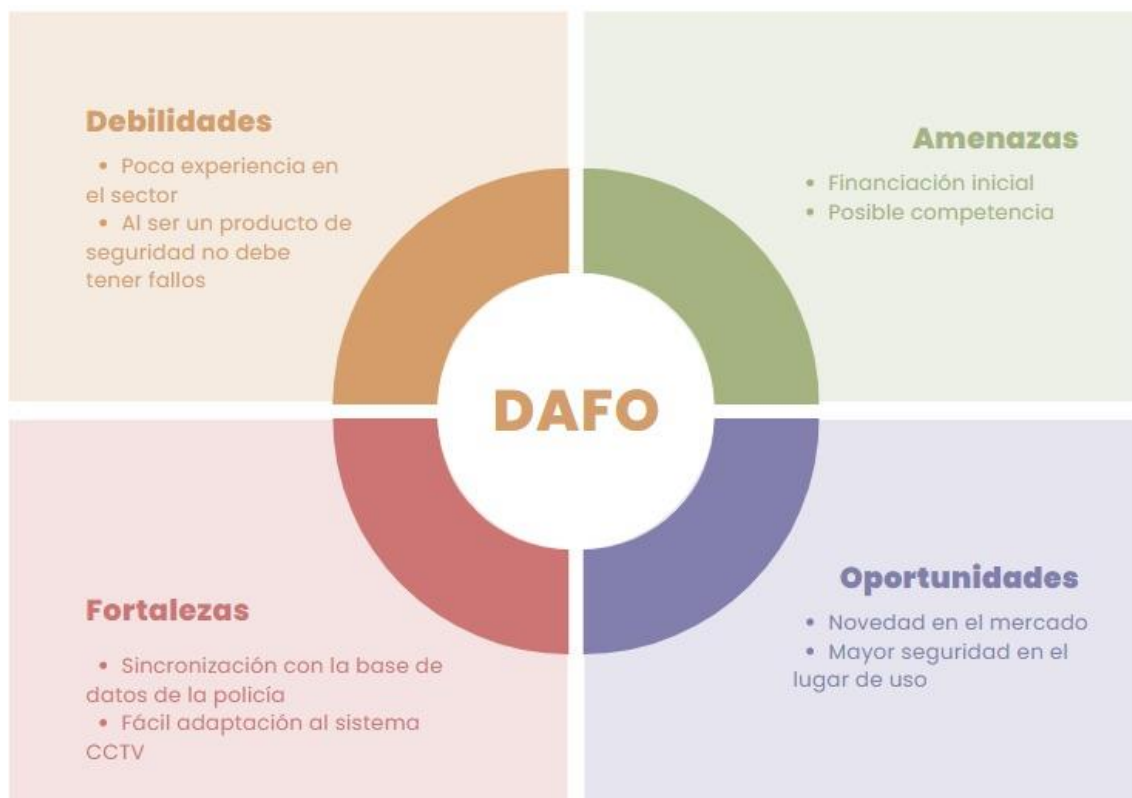 Debilidades
• Poca experiencia en
el sector
• Al ser un producto de
seguridad no debe
tener fallos
Amenazas
• Financiación inicial
• Posible competencia
DAFO
Fortalezas
• Sincronización con la base de
datos de la policía
• Fácil adaptación al sistema
CCTV
Oportunidades
• Novedad en el mercado
• Mayor seguridad en el
lugar de uso